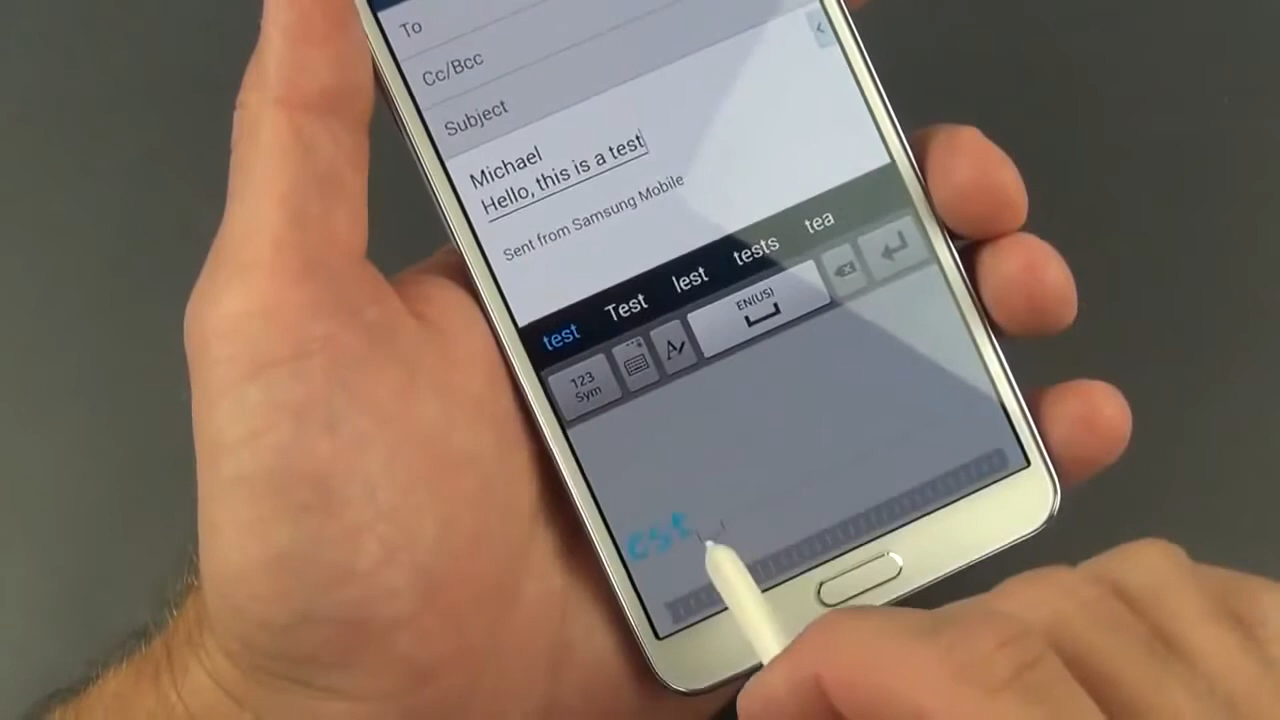 To
Cc/Bcc
Subject
Michael
Hello, this is a test
Sent from Samsung Mobile
test Test lest tests tea
123
Sym
EN(US)
est